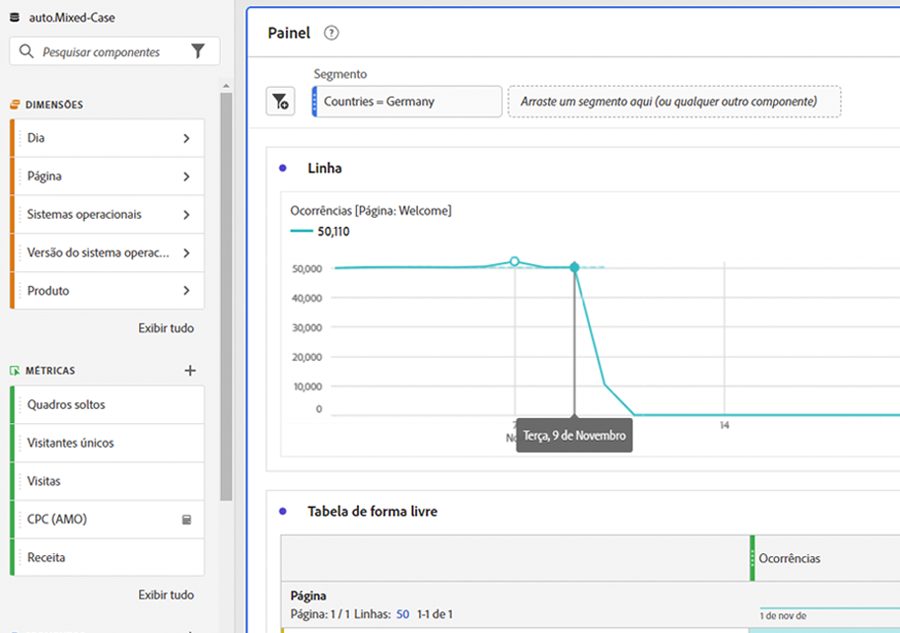 auto.Mixed-Case
Pesquisar componentes
DIMENSÕES
Dia
Página
Sistemas operacionais
Versão do sistema operac...
Produto
Exibir tudo
MÉTRICAS
Quadros soltos
Visitantes únicos
Visitas
CPC (AMO)
Receita
Exibir tudo
Painel ?
Segmento
Countries = Germany
Arraste um segmento aqui (ou qualquer outro componente)
Linha
Ocorrências [Página: Welcome]
50,110
50,000
40,000
30,000
20,000
10,000
0
14
Terça, 9 de Novembro
Tabela de forma livre
Ocorrências
Página
Página: 1 / 1 Linhas: 50 1-1 de 1
1 de nov de